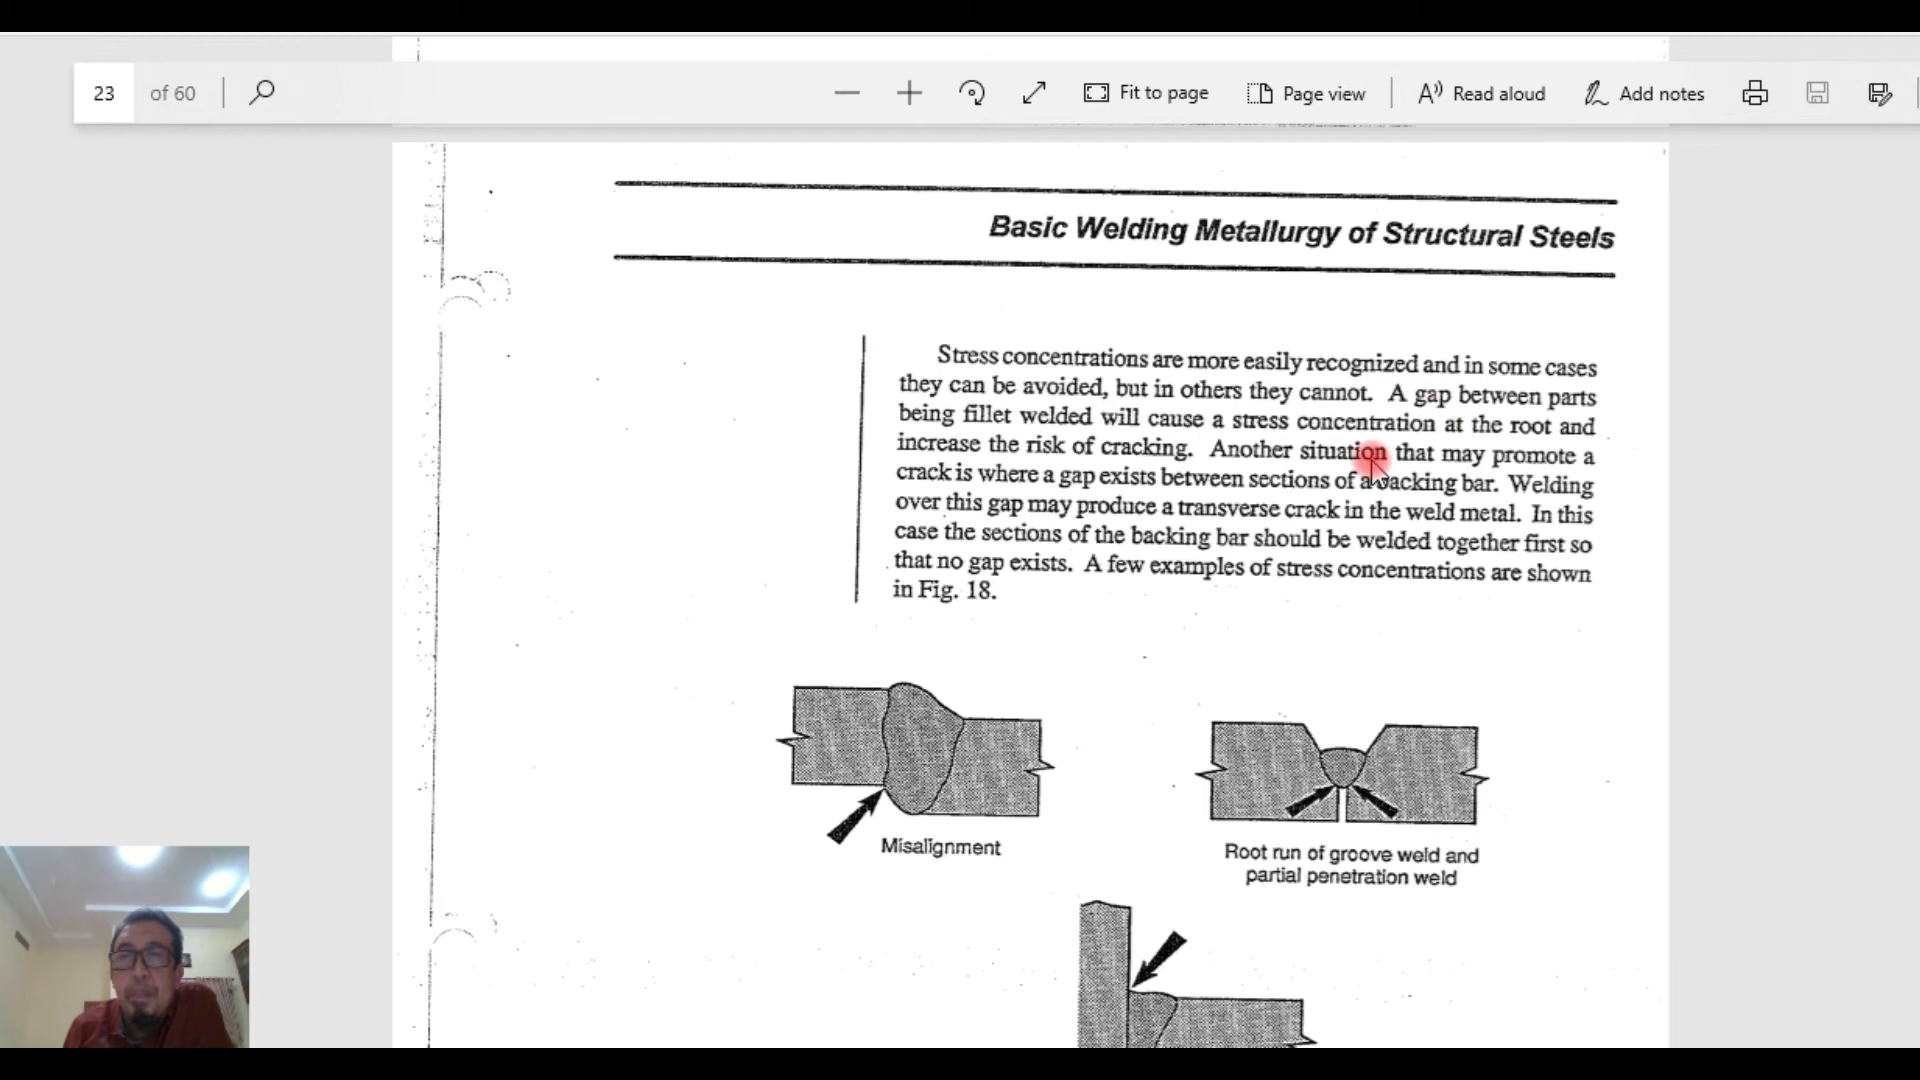 23 of 60 Fit to page Page view Read aloud Add notes
Basic Welding Metallurgy of Structural Steels
Stress concentrations are more easily recognized and in some cases
they can be avoided, but in others they cannot. A gap between parts
being fillet welded will cause a stress concentration at the root and
increase the risk of cracking. Another situation that may promote a
crack is where a gap exists between sections of a backing bar. Welding
over this gap may produce a transverse crack in the weld metal. In this
case the sections of the backing bar should be welded together first so
that no gap exists. A few examples of stress concentrations are shown
in Fig. 18.
Misalignment
Root run of groove weld and
partial penetration weld